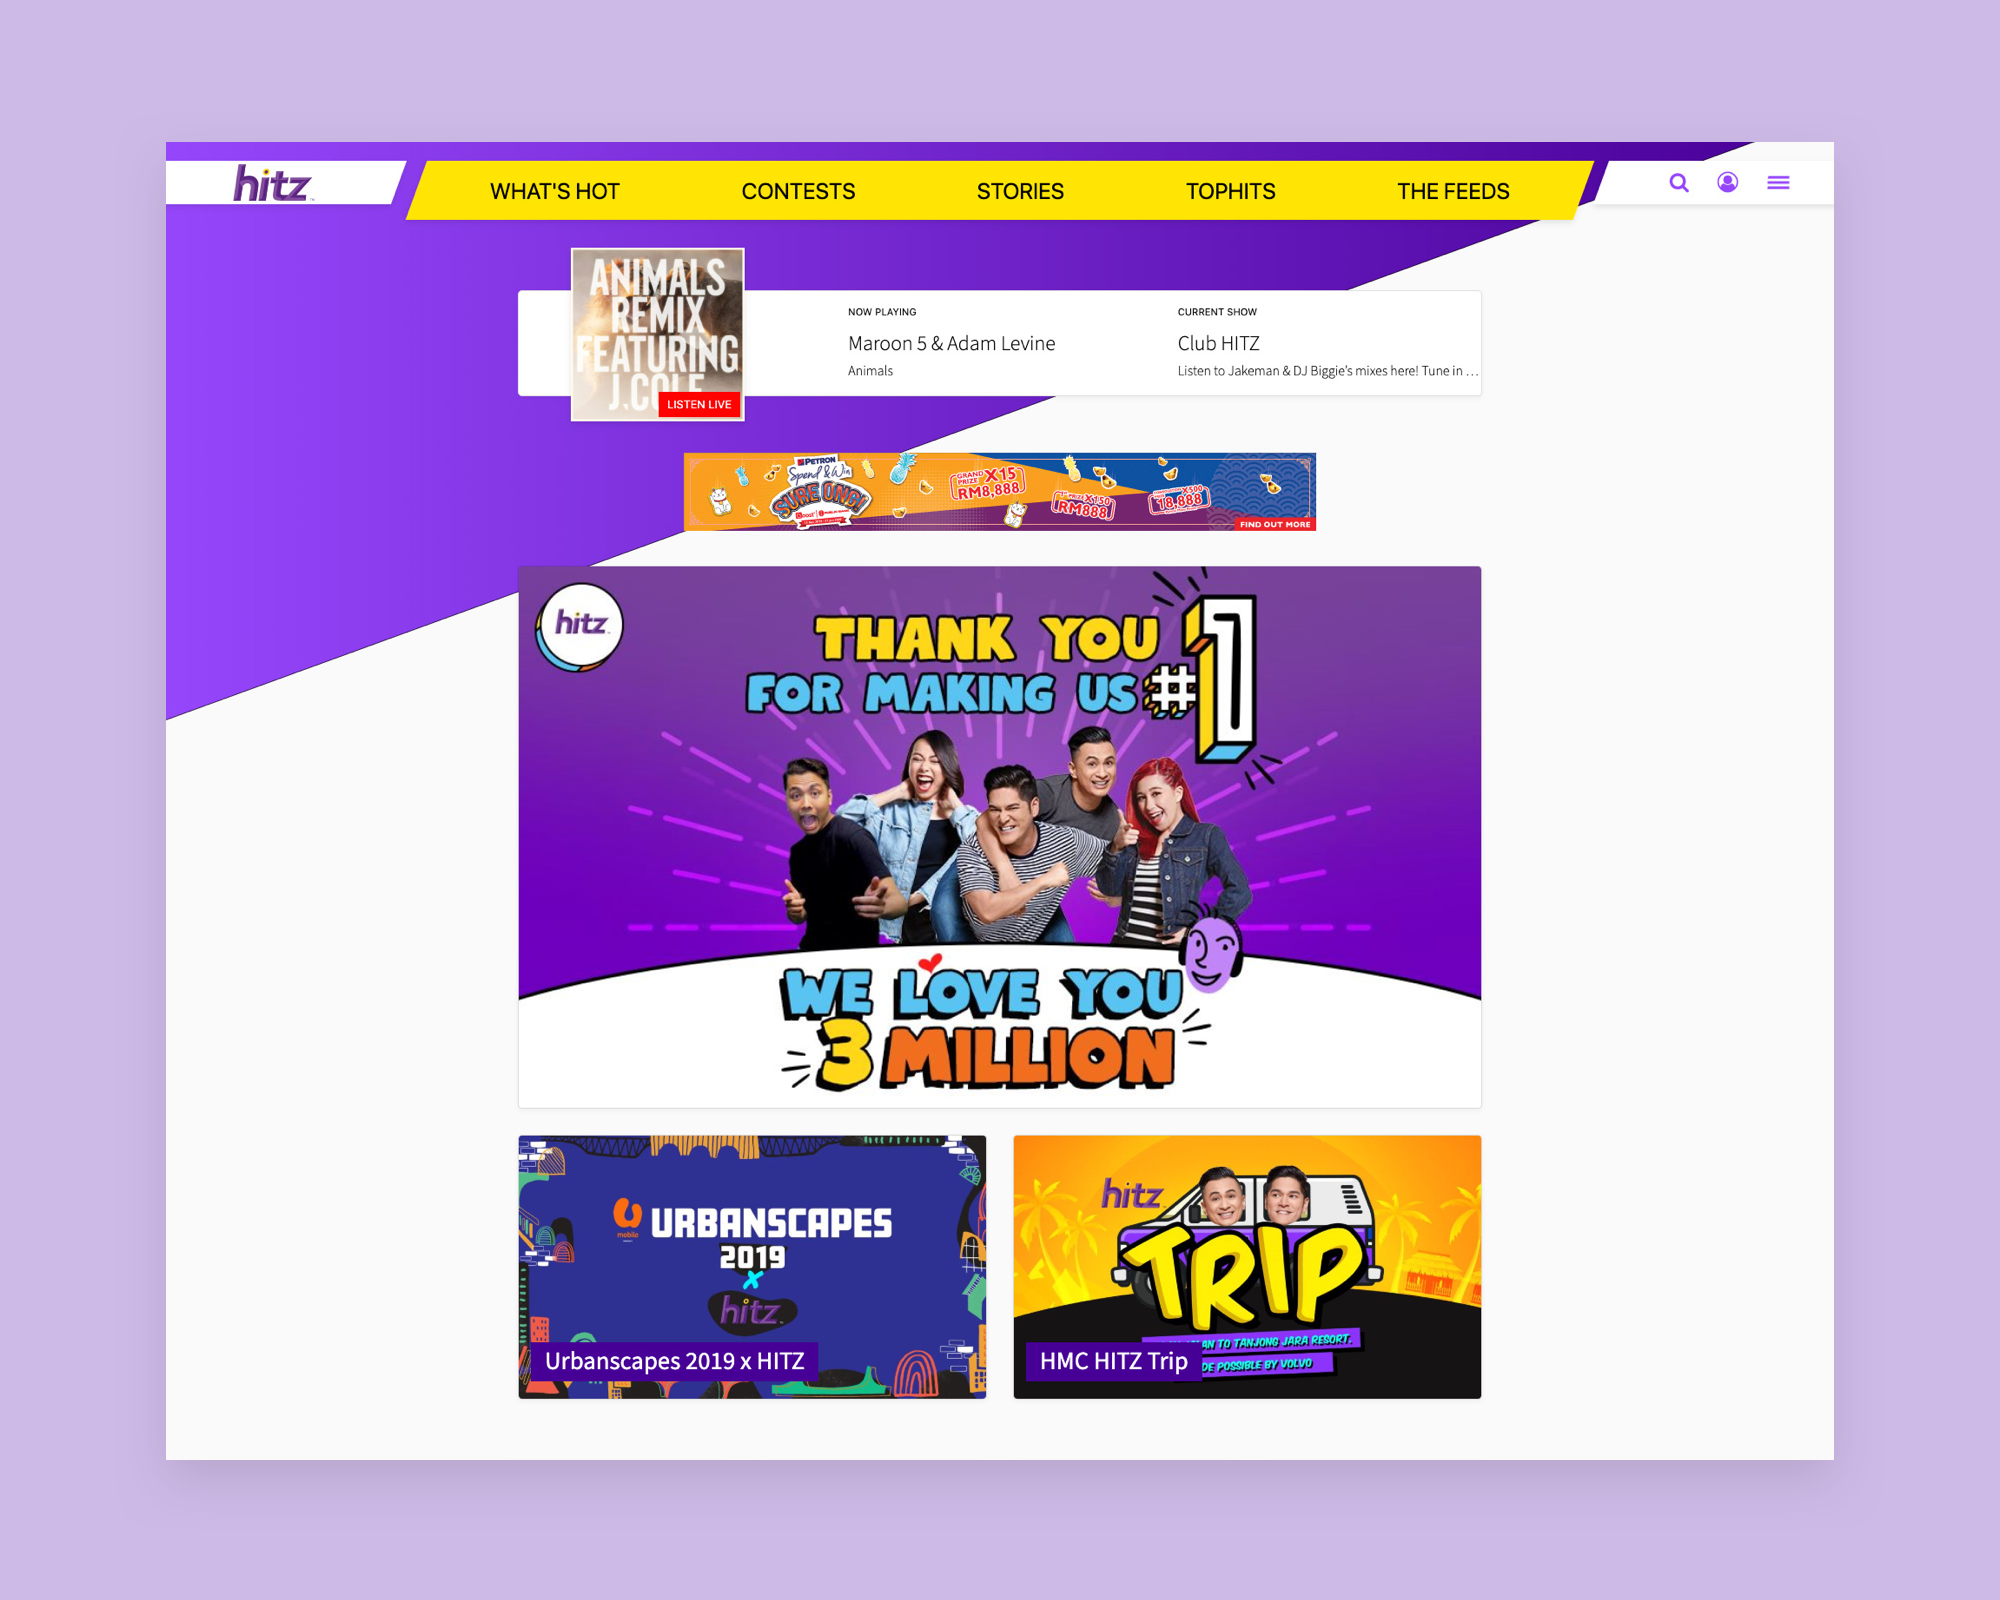 hitz
WHAT'S HOT
CONTESTS
STORIES
TOPHITS
THE FEEDS
ANIMALS
REMIX
FEATURING
J.COLE
LISTEN LIVE
NOW PLAYING
Maroon 5 & Adam Levine
Animals
CURRENT SHOW
Club HITZ
Listen to Jakeman & DJ Biggie's mixes here! Tune in ...
PETRON
Spend & Win
SURE ONG!
GRAND PRIZE X15
RM8,888
X150
RM888
X500
18,888
FIND OUT MORE
hitz
THANK YOU
FOR MAKING US #1
WE LOVE YOU
3 MILLION
mobile
URBANSCAPES
2019
x
hitz
Urbanscapes 2019 x HITZ
hitz
TRIP
AN TO TANJONG JARA RESORT.
DE POSSIBLE BY VOLVO
HMC HITZ Trip